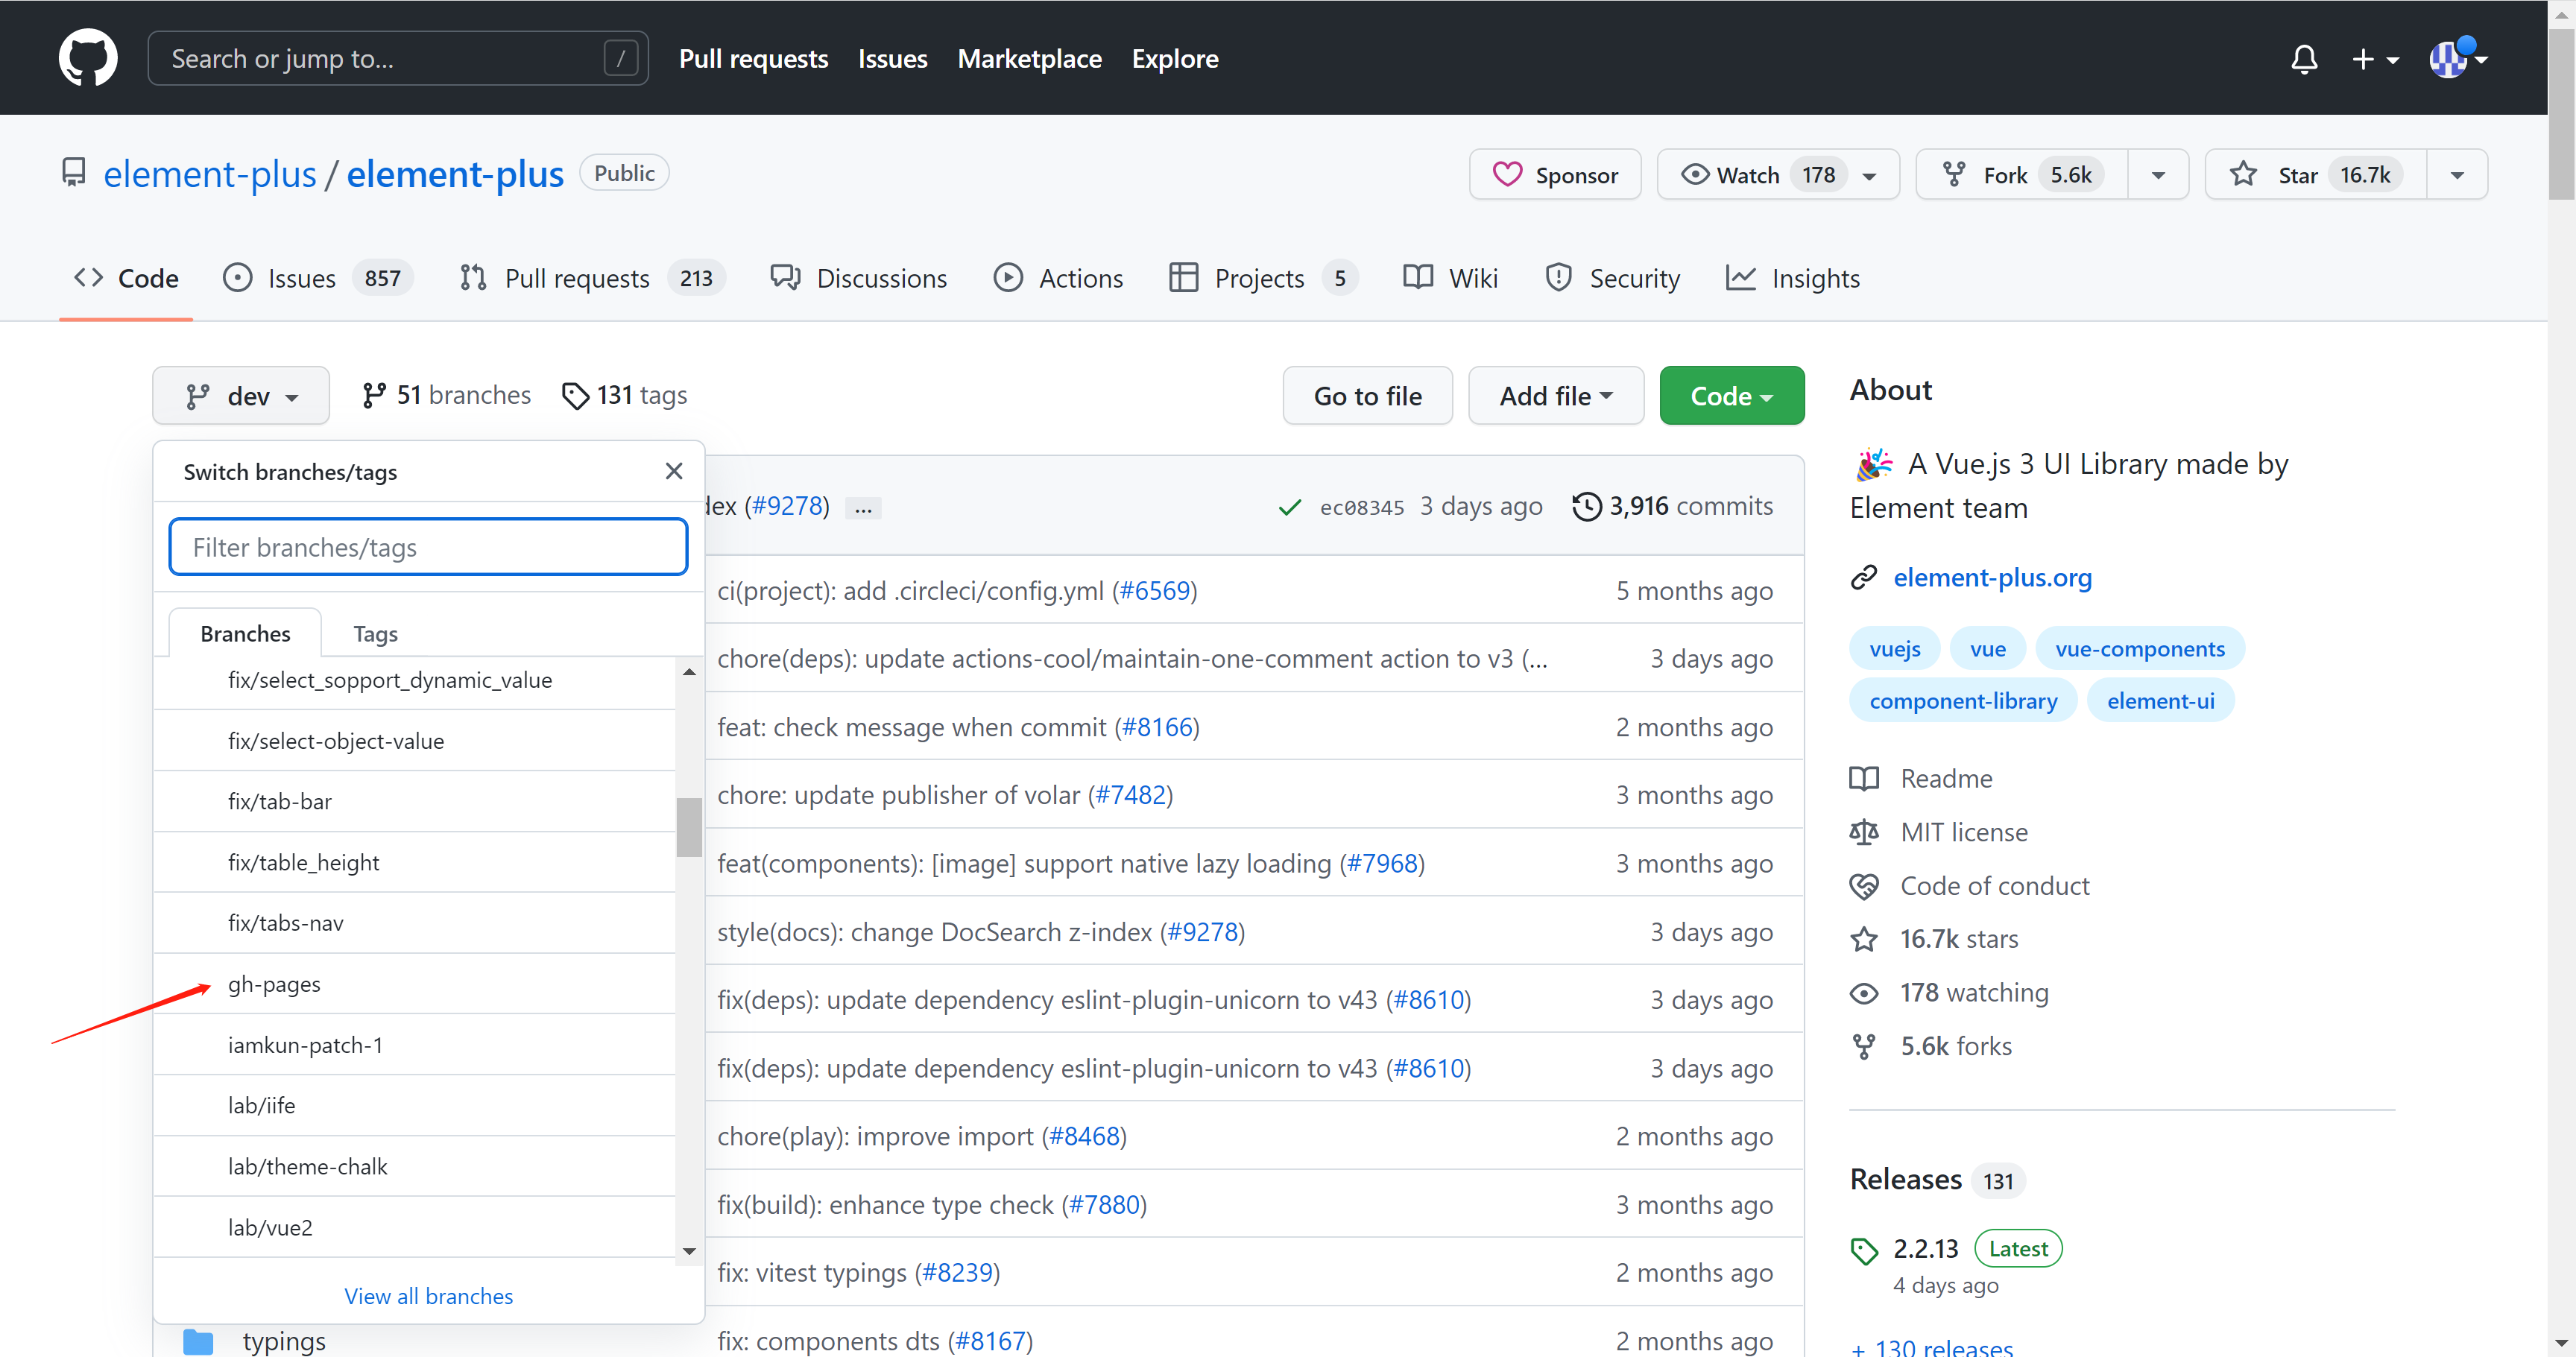 Search or jump to... /
Pull requests Issues Marketplace Explore
element-plus / element-plus Public
Sponsor Watch 178 Fork 5.6k Star 16.7k
Code Issues 857 Pull requests 213 Discussions Actions Projects 5 Wiki Security Insights
dev 51 branches 131 tags Go to file Add file Code
Switch branches/tags
Filter branches/tags
Branches Tags
fix/select_sopport_dynamic_value
fix/select-object-value
fix/tab-bar
fix/table_height
fix/tabs-nav
gh-pages
iamkun-patch-1
lab/iife
lab/theme-chalk
lab/vue2
View all branches
dex (#9278) ... ec08345 3 days ago 3,916 commits
ci(project): add .circleci/config.yml (#6569) 5 months ago
chore(deps): update actions-cool/maintain-one-comment action to v3 (... 3 days ago
feat: check message when commit (#8166) 2 months ago
chore: update publisher of volar (#7482) 3 months ago
feat(components): [image] support native lazy loading (#7968) 3 months ago
style(docs): change DocSearch z-index (#9278) 3 days ago
fix(deps): update dependency eslint-plugin-unicorn to v43 (#8610) 3 days ago
fix(deps): update dependency eslint-plugin-unicorn to v43 (#8610) 3 days ago
chore(play): improve import (#8468) 2 months ago
fix(build): enhance type check (#7880) 3 months ago
fix: vitest typings (#8239) 2 months ago
typings fix: components dts (#8167) 2 months ago
About
A Vue.js 3 UI Library made by
Element team
element-plus.org
vuejs vue vue-components
component-library element-ui
Readme
MIT license
Code of conduct
16.7k stars
178 watching
5.6k forks
Releases 131
2.2.13 Latest
4 days ago
+ 130 releases